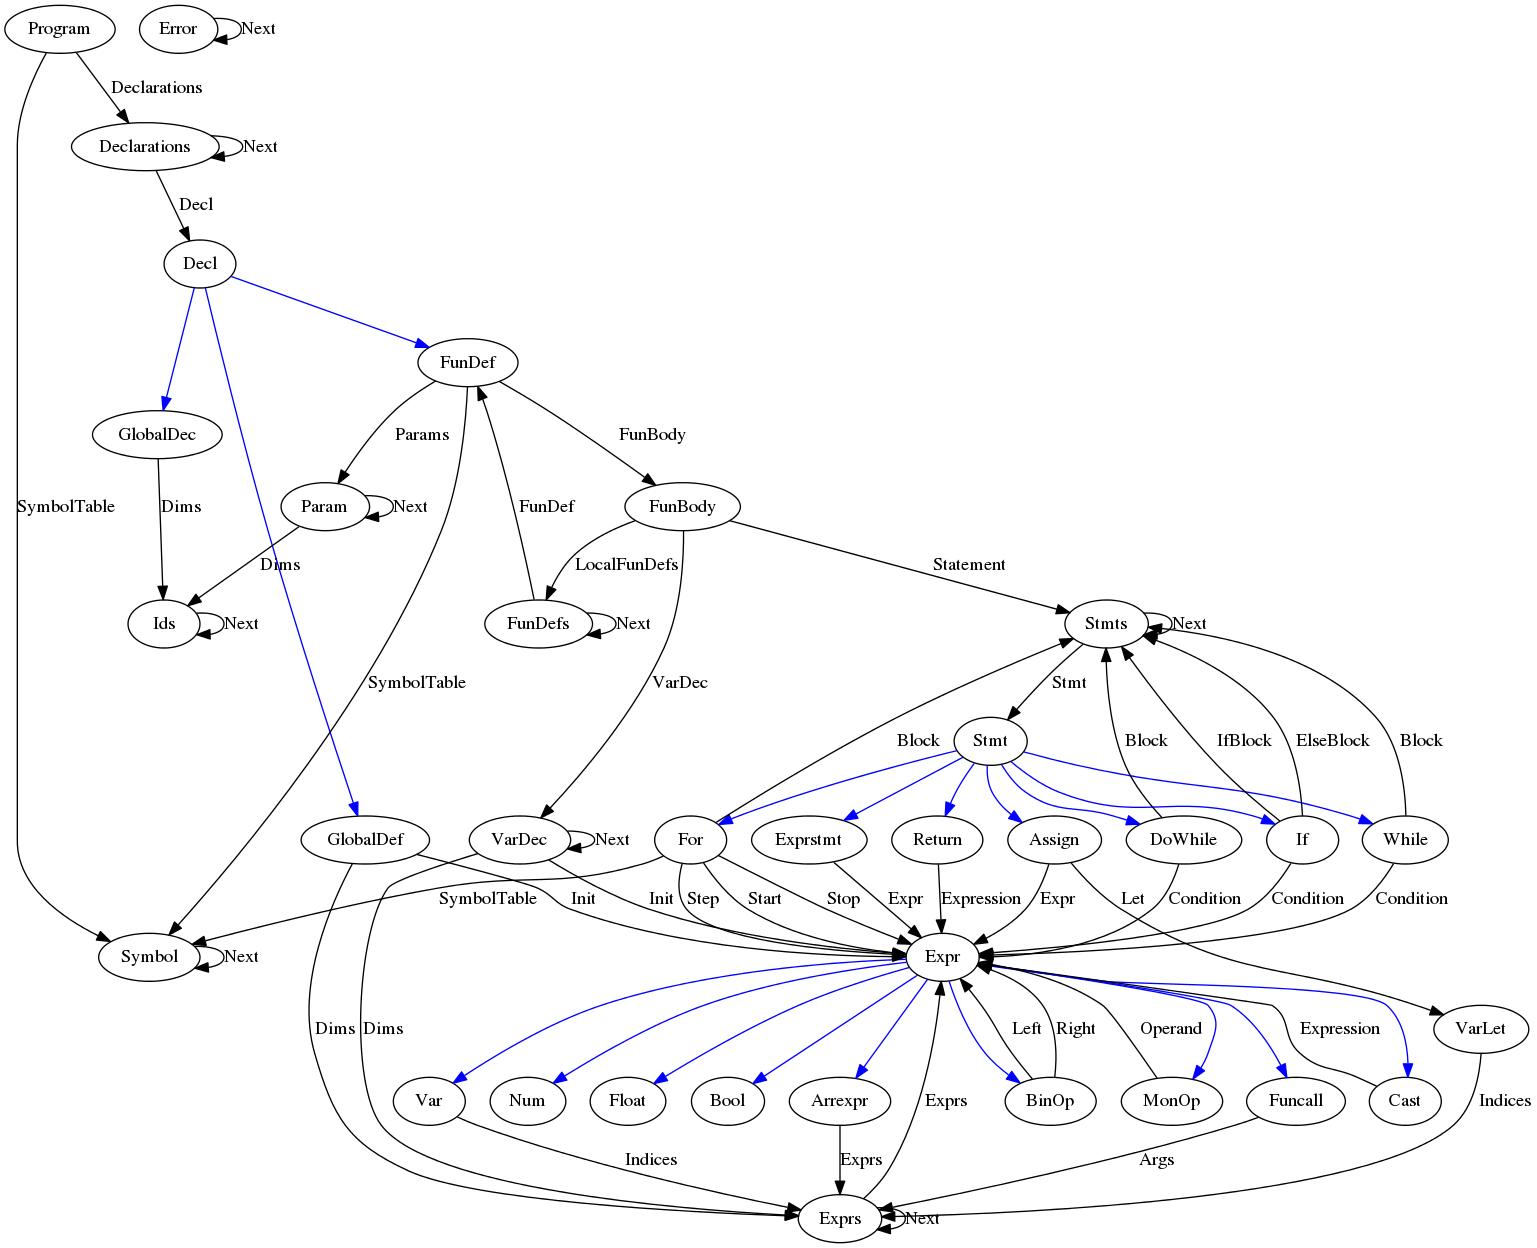 Program
Error
Next
Declarations
Declarations
Next
Decl
Decl
FunDef
GlobalDec
Params
FunBody
SymbolTable
Dims
Param
Next
FunDef
FunBody
Dims
LocalFunDefs
Statement
Ids
Next
FunDefs
Next
Stmts
Next
SymbolTable
VarDec
Stmt
Block
Stmt
Block
IfBlock
ElseBlock
Block
GlobalDef
VarDec
Next
For
Exprstmt
Return
Assign
DoWhile
If
While
SymbolTable
Init
Init
Step
Start
Stop
Expr
Expression
Expr
Let
Condition
Condition
Condition
Symbol
Next
Expr
Dims
Dims
Left
Right
Operand
Expression
VarLet
Var
Num
Float
Bool
Arrexpr
Exprs
BinOp
MonOp
Funcall
Cast
Indices
Indices
Exprs
Args
Exprs
Next